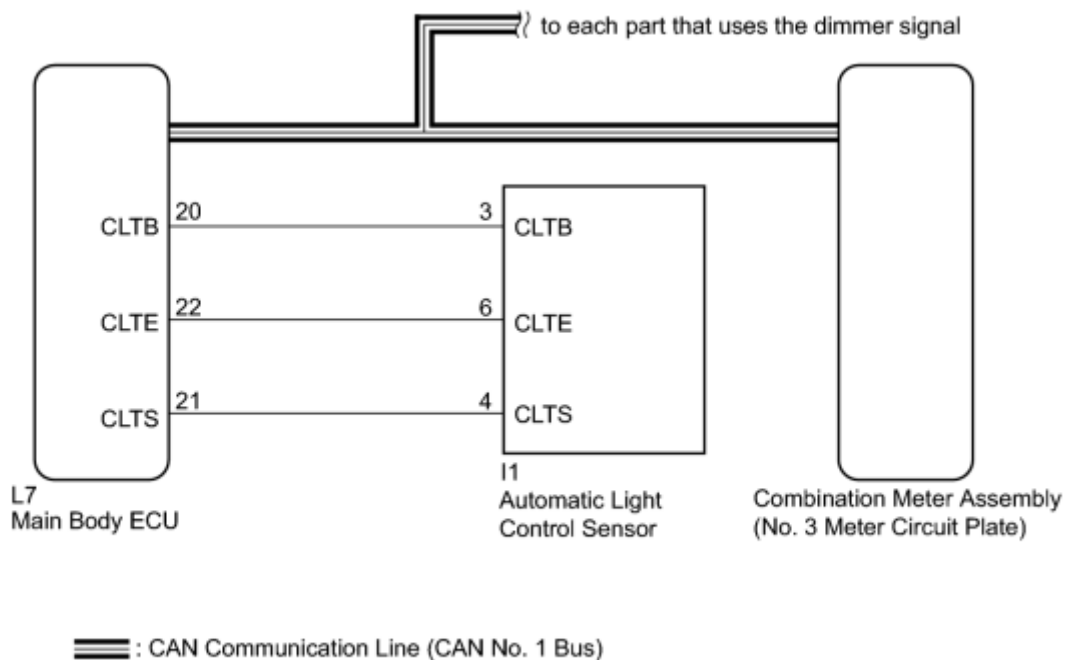 to each part that uses the dimmer signal
CLTB 20 3 CLTB
CLTE 22 6 CLTE
CLTS 21 4 CLTS
L7
Main Body ECU
I1
Automatic Light
Control Sensor
Combination Meter Assembly
(No. 3 Meter Circuit Plate)
: CAN Communication Line (CAN No. 1 Bus)